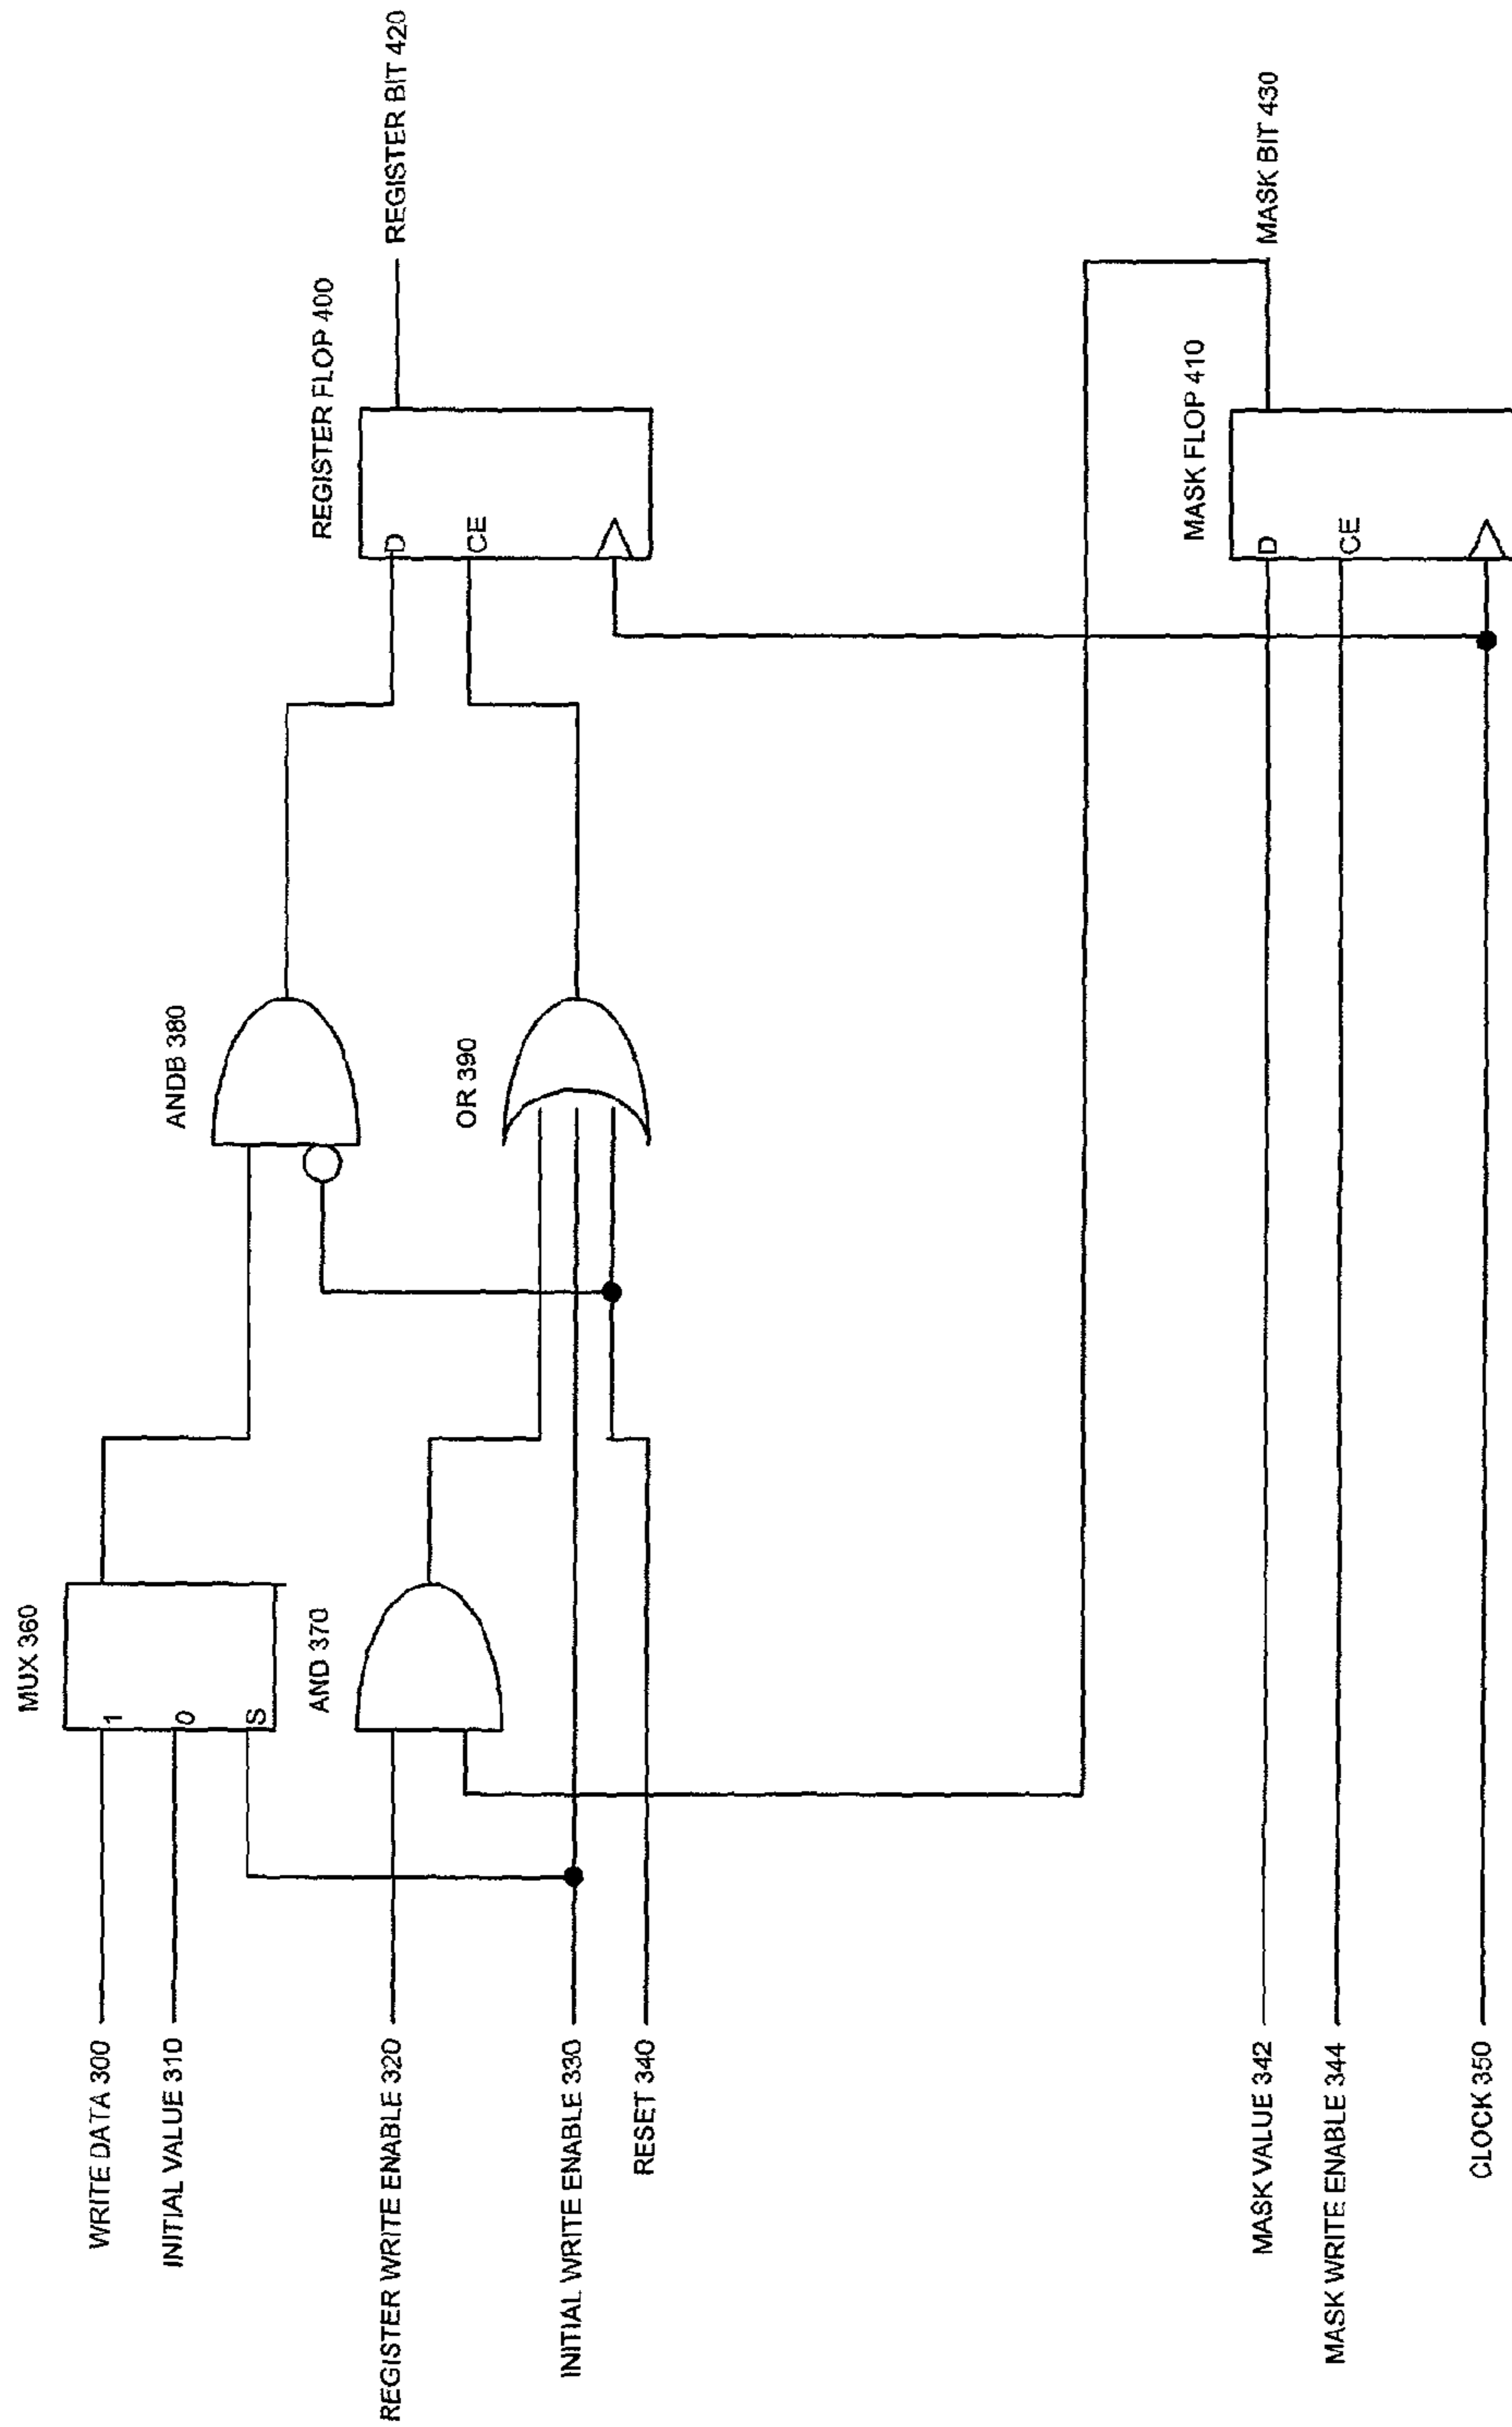 MUX 360
WRITE DATA 300
1
INITIAL VALUE 310
0
S
ANDB 380
REGISTER FLOP 400
REGISTER BIT 420
D
CE
AND 370
REGISTER WRITE ENABLE 320
OR 390
INITIAL WRITE ENABLE 330
RESET 340
MASK FLOP 410
MASK BIT 430
MASK VALUE 342
D
MASK WRITE ENABLE 344
CE
CLOCK 350